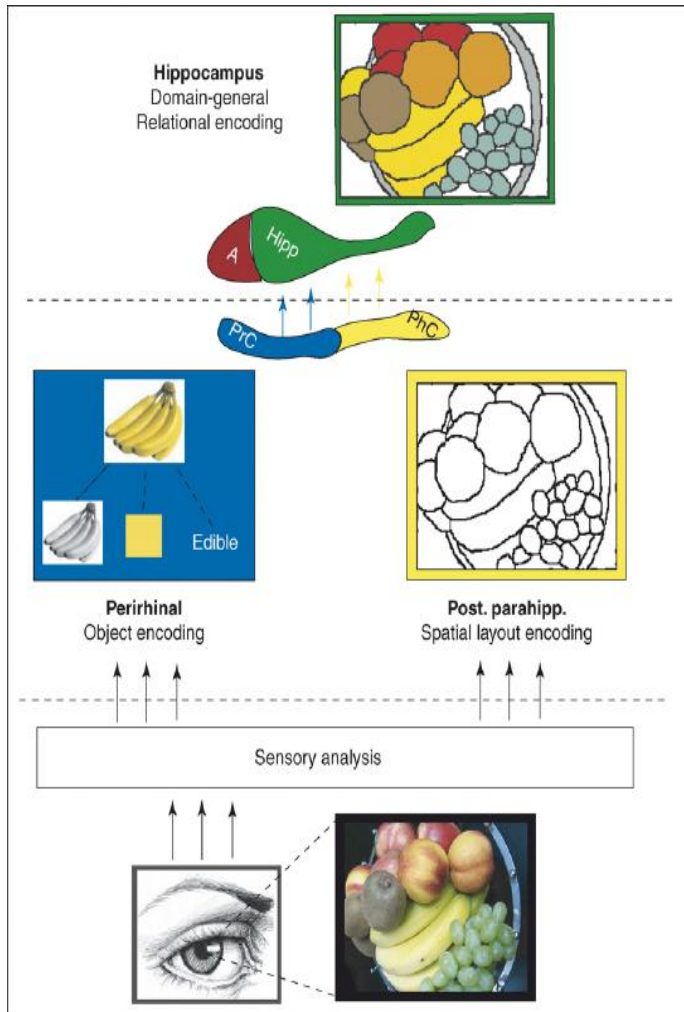 Hippocampus
Domain-general
Relational encoding
A
Hipp
PrC
PhC
Edible
Perirhinal
Object encoding
Post. parahipp.
Spatial layout encoding
Sensory analysis